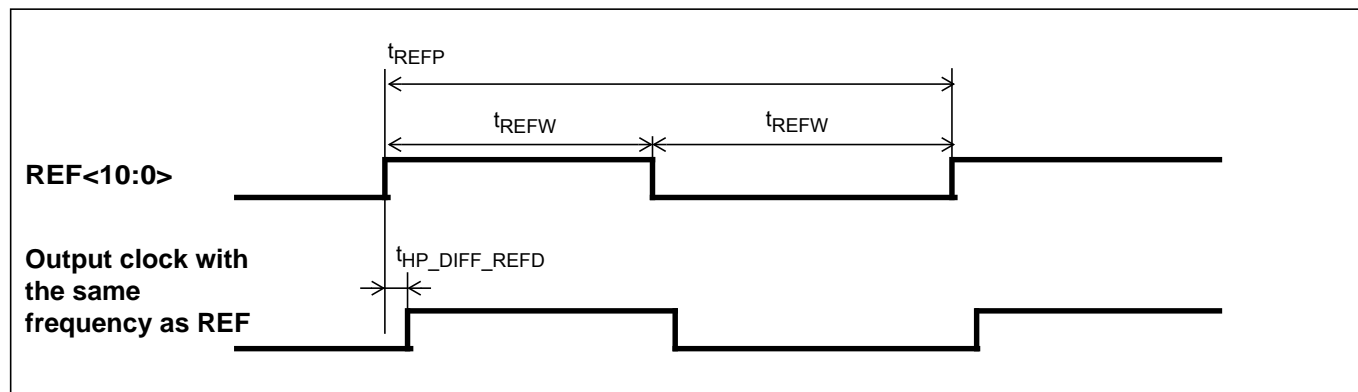 tREFP
tREFW
tREFW
REF<10:0>
tHP_DIFF_REFD
Output clock with
the same
frequency as REF